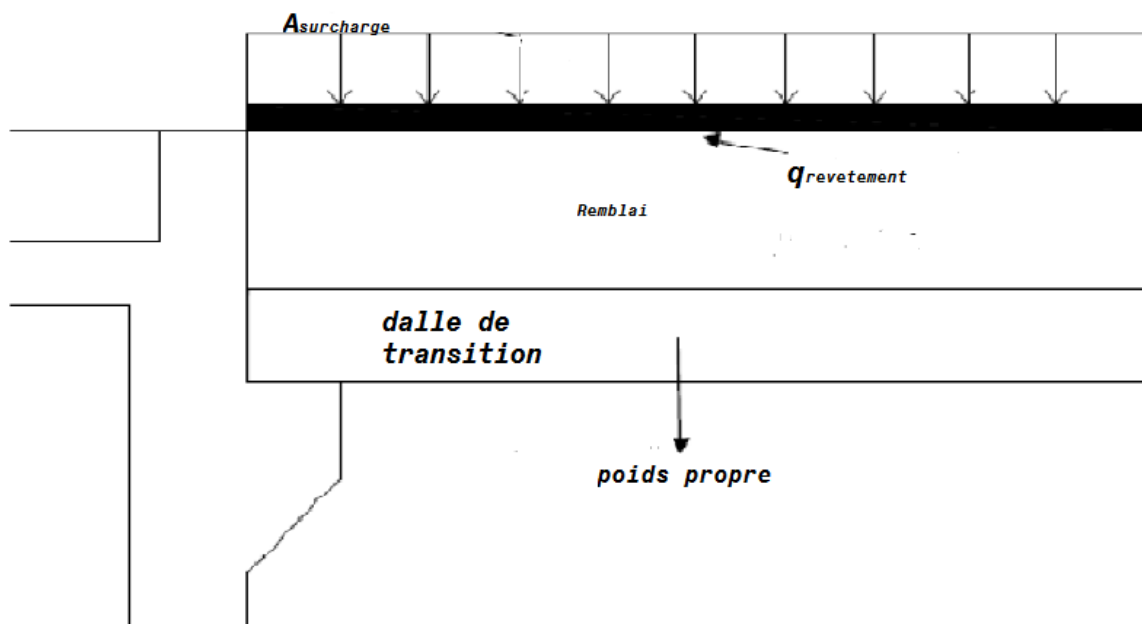 Asurcharge
qrevetement
Remblai
dalle de
transition
poids propre